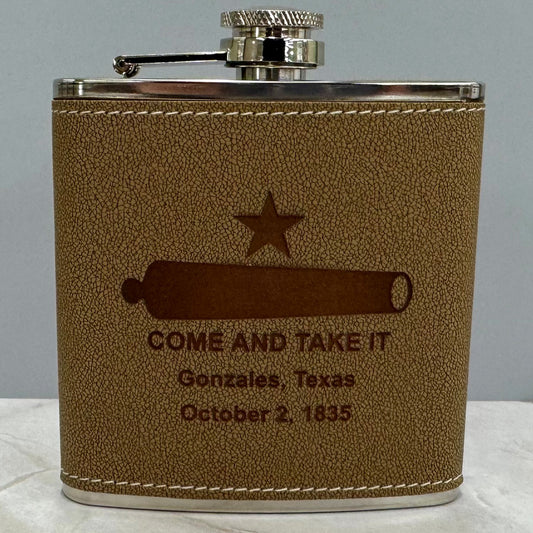 COME AND TAKE IT
Gonzales, Texas
October 2, 1835